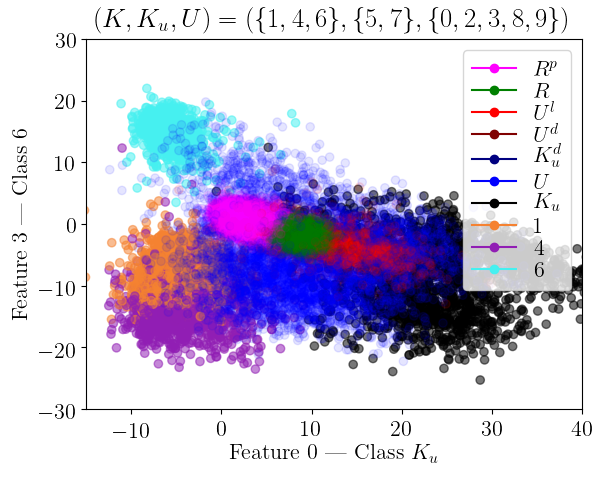 (K, K_u, U) = ({1, 4, 6}, {5, 7}, {0, 2, 3, 8, 9})
30
20
10
0
−10
−20
−30
Feature 3 — Class 6
R^p
R
U^l
U^d
K_u^d
U
K_u
1
4
6
−10
0
10
20
30
40
Feature 0 — Class K_u